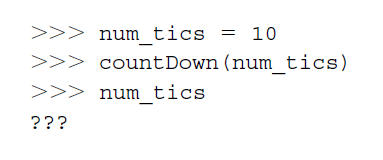 >>> num_tics = 10
>>> countDown(num_tics)
>>> num_tics
???